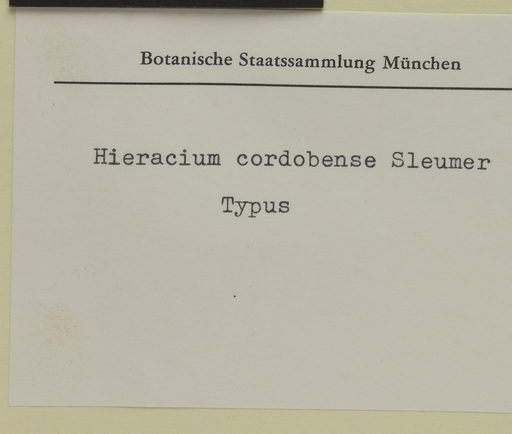 Botanische Staatssammlung München
Hieracium cordobense Sleumer
Typus